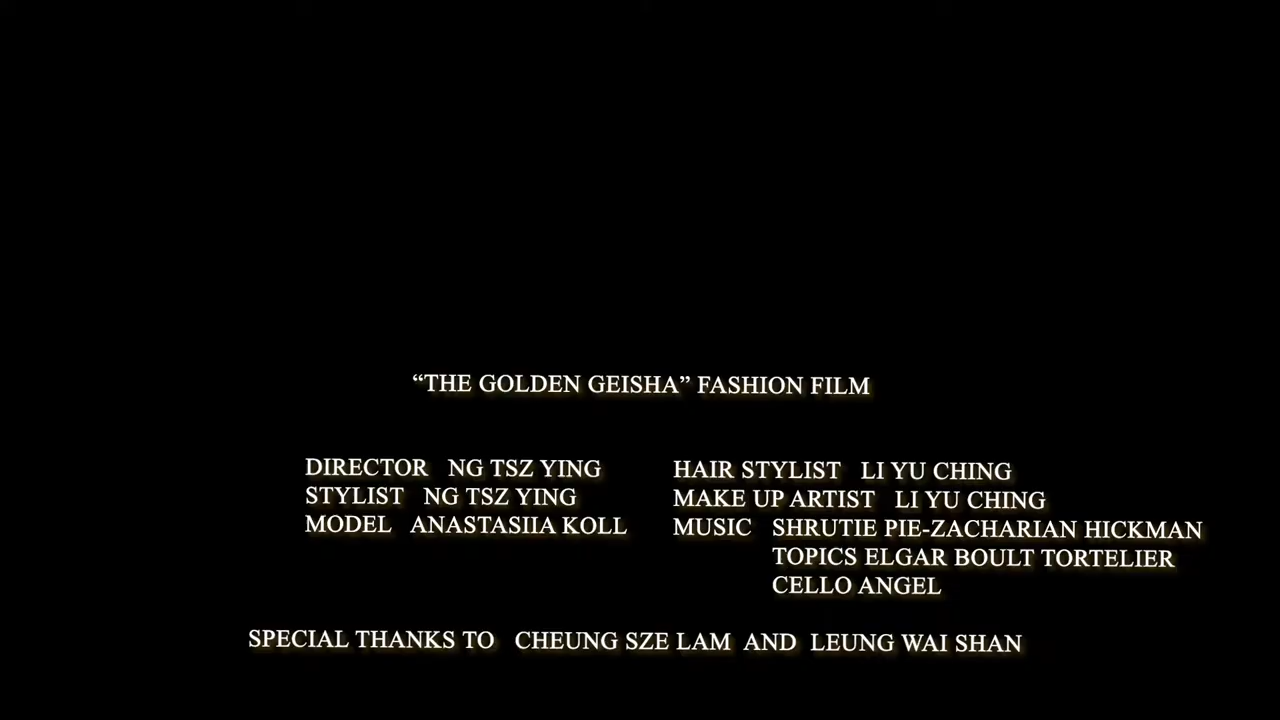 “THE GOLDEN GEISHA” FASHION FILM
DIRECTOR NG TSZ YING
STYLIST NG TSZ YING
MODEL ANASTASIIA KOLL
HAIR STYLIST LI YU CHING
MAKE UP ARTIST LI YU CHING
MUSIC SHRUTIE PIE-ZACHARIAN HICKMAN
TOPICS ELGAR BOULT TORTELIER
CELLO ANGEL
SPECIAL THANKS TO CHEUNG SZE LAM AND LEUNG WAI SHAN